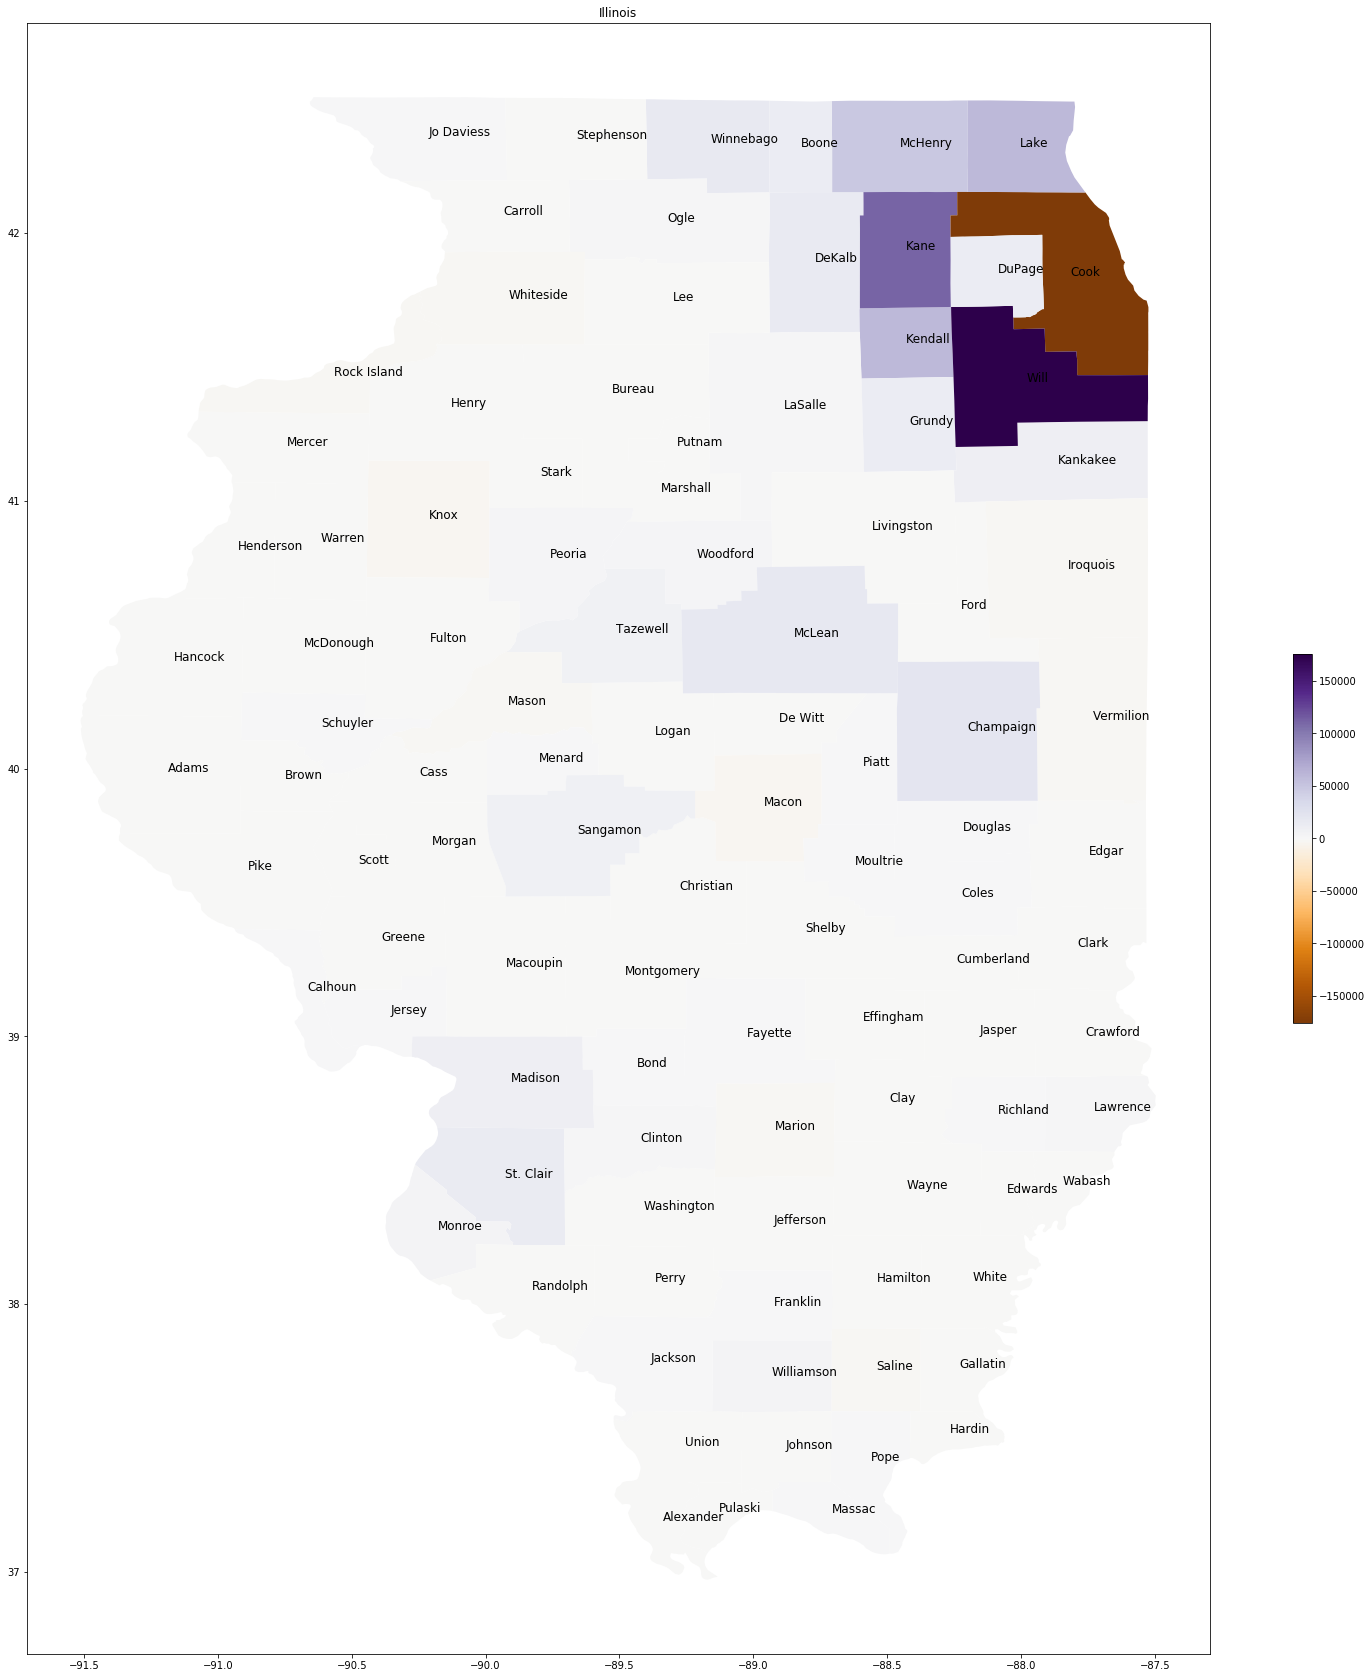 Illinois
Jo Daviess
Stephenson
Winnebago
Boone
McHenry
Lake
Carroll
Ogle
42
DeKalb
Kane
DuPage
Cook
Whiteside
Lee
Kendall
Rock Island
Will
Bureau
Henry
LaSalle
Grundy
Mercer
Putnam
Kankakee
Stark
Marshall
41
Knox
Livingston
Warren
Henderson
Peoria
Woodford
Iroquois
Ford
Tazewell
McLean
Fulton
McDonough
Hancock
150000
Mason
De Witt
Vermilion
Schuyler
Champaign
Logan
100000
Menard
Piatt
40
Adams
Brown
Cass
50000
Macon
Sangamon
Douglas
0
Morgan
Edgar
Scott
Moultrie
Pike
Christian
Coles
−50000
Shelby
Greene
Clark
−100000
Macoupin
Cumberland
Montgomery
Calhoun
−150000
Jersey
Effingham
39
Fayette
Jasper
Crawford
Bond
Madison
Clay
Richland
Lawrence
Marion
Clinton
St. Clair
Wayne
Edwards
Wabash
Washington
Monroe
Jefferson
Randolph
Perry
Hamilton
White
38
Franklin
Jackson
Williamson
Saline
Gallatin
Union
Johnson
Hardin
Pope
Alexander
Pulaski
Massac
37
−91.5
−91.0
−90.5
−90.0
−89.5
−89.0
−88.5
−88.0
−87.5